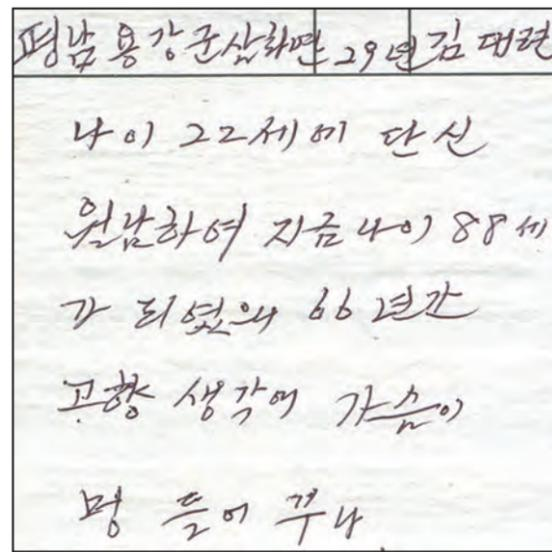 평남용강군삼화면 29년 김대련
나이 22세에 단신
월남하여 지금나이 88세
가 되였으니 66년간
고향 생각에 가슴이
멍 들어 꾸나